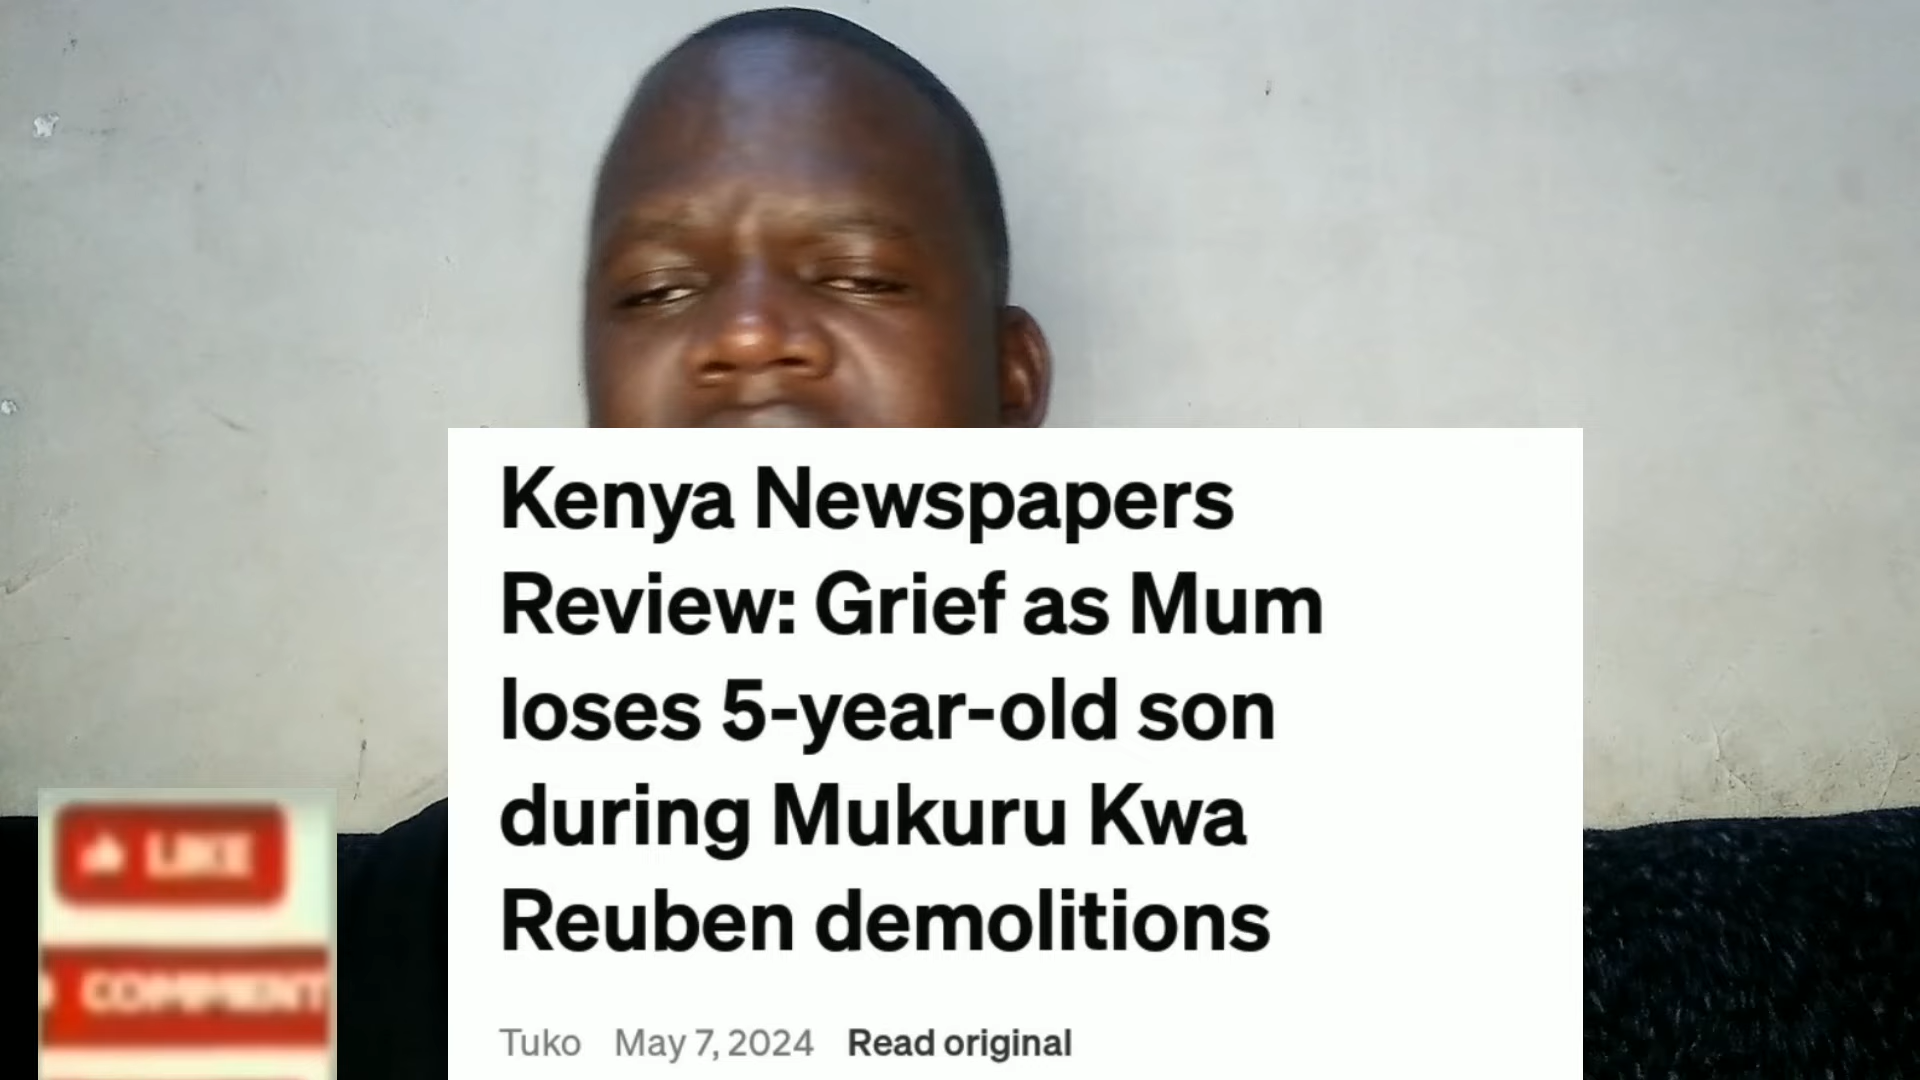 Kenya Newspapers
Review: Grief as Mum
loses 5-year-old son
during Mukuru Kwa
Reuben demolitions
Tuko May 7, 2024 Read original
LIKE
COMMENT